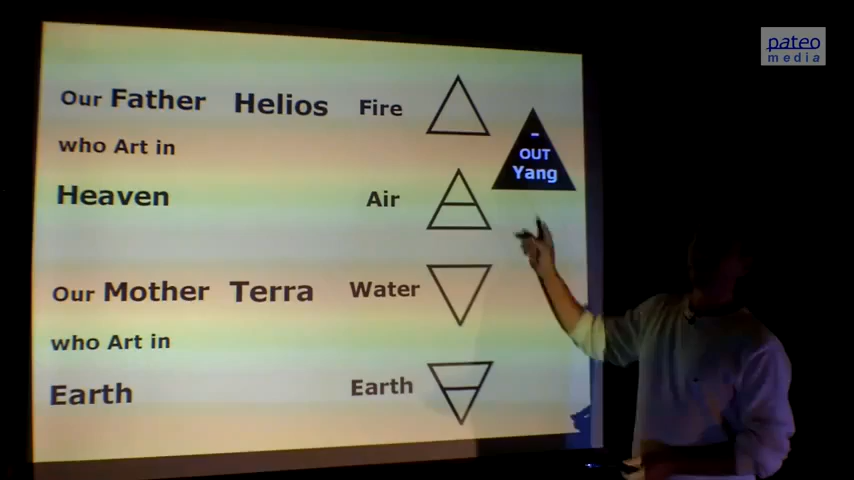 pateo
media
Our Father Helios Fire
who Art in
Heaven Air
-
OUT
Yang
Our Mother Terra Water
who Art in
Earth Earth